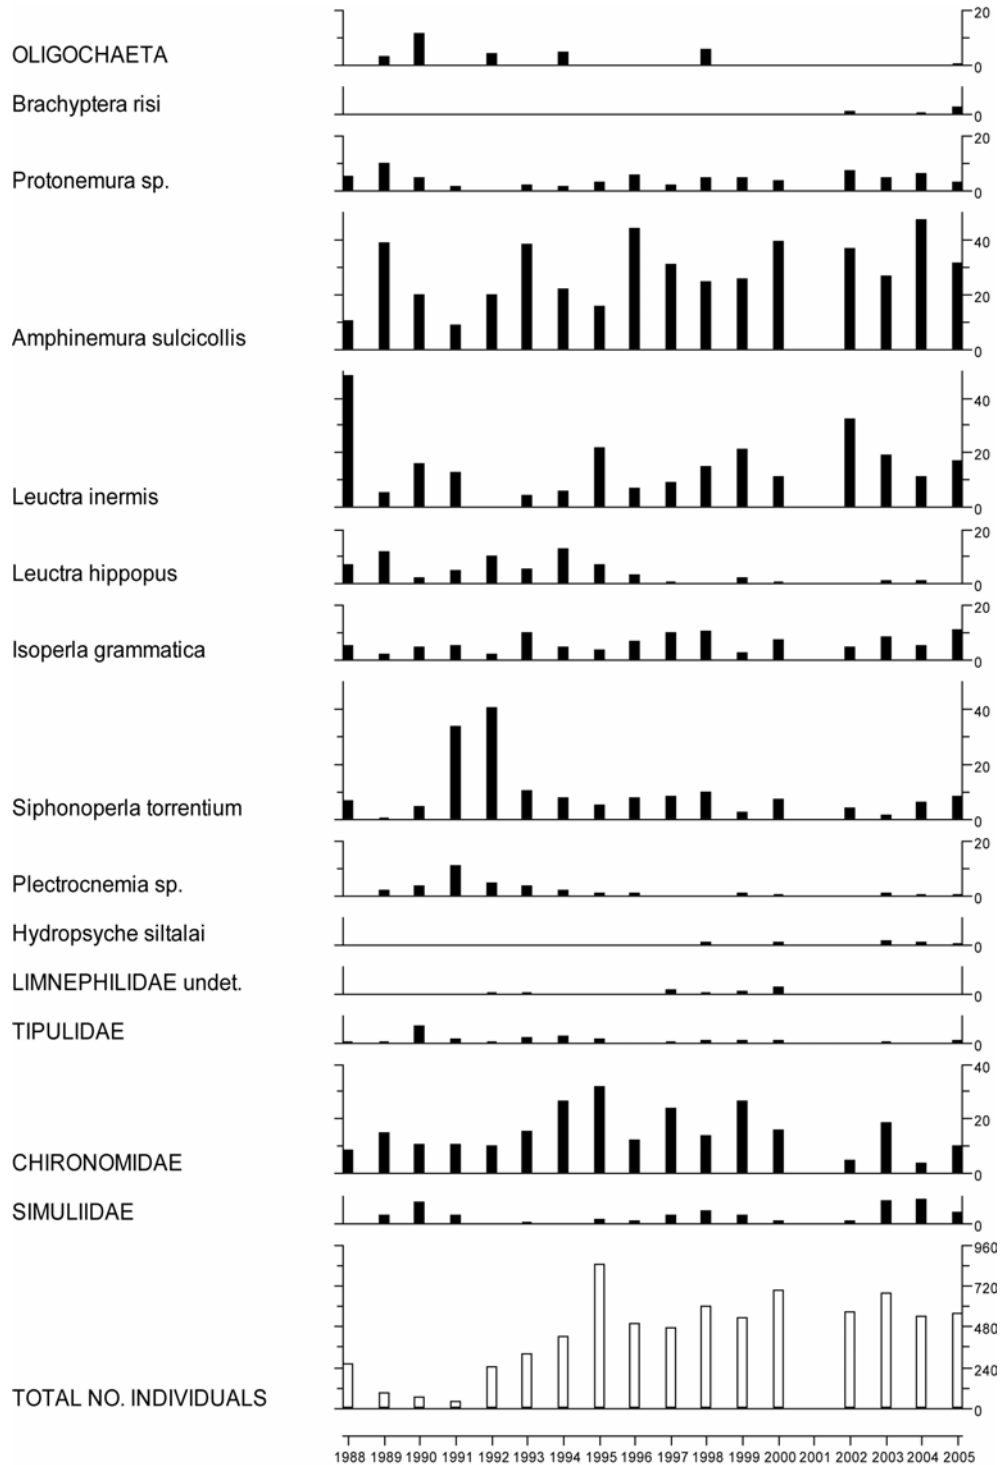 20
OLIGOCHAETA 0
Brachyptera risi 0
20
Protonemura sp. 0
40
20
Amphinemura sulcicollis 0
40
20
Leuctra inermis 0
20
Leuctra hippopus 0
20
Isoperla grammatica 0
40
20
Siphonoperla torrentium 0
20
Plectrocnemia sp. 0
Hydropsyche siltalai 0
LIMNEPHILIDAE undet. 0
TIPULIDAE 0
40
20
CHIRONOMIDAE 0
SIMULIIDAE 0
960
720
480
240
TOTAL NO. INDIVIDUALS 0
1988 1989 1990 1991 1992 1993 1994 1995 1996 1997 1998 1999 2000 2001 2002 2003 2004 2005